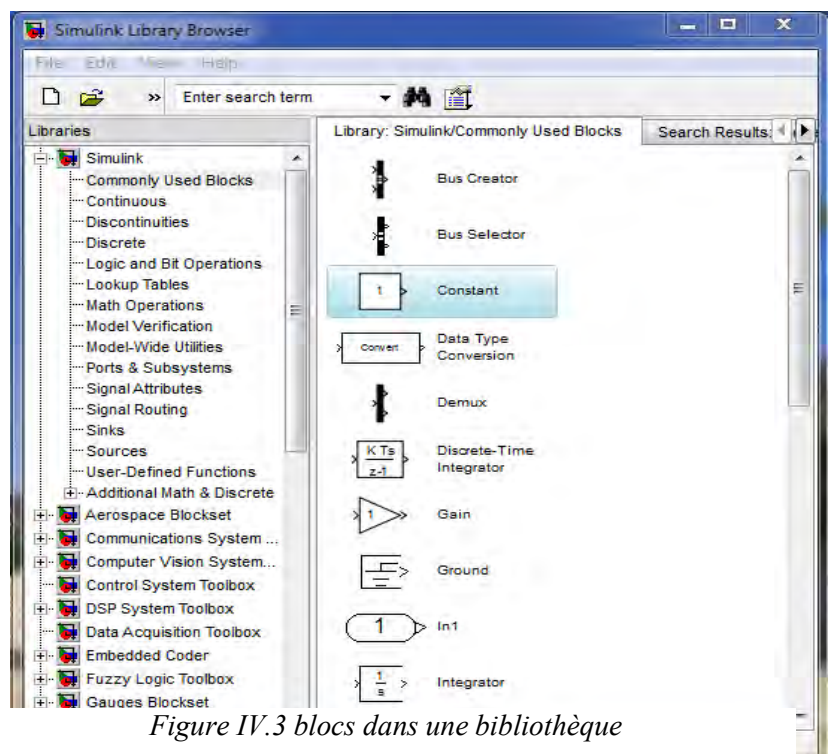 Simulink Library Browser
File Edit View Help
» Enter search term
Libraries
Library: Simulink/Commonly Used Blocks
Search Results:
Simulink
Commonly Used Blocks
Continuous
Discontinuities
Discrete
Logic and Bit Operations
Lookup Tables
Math Operations
Model Verification
Model-Wide Utilities
Ports & Subsystems
Signal Attributes
Signal Routing
Sinks
Sources
User-Defined Functions
Additional Math & Discrete
Aerospace Blockset
Communications System ...
Computer Vision System...
Control System Toolbox
DSP System Toolbox
Data Acquisition Toolbox
Embedded Coder
Fuzzy Logic Toolbox
Gauges Blockset
Bus Creator
Bus Selector
1 Constant
Convert Data Type
Conversion
Demux
K Ts Discrete-Time
z-1 Integrator
1 Gain
Ground
1 In1
1
s Integrator
Figure IV.3 blocs dans une bibliothèque